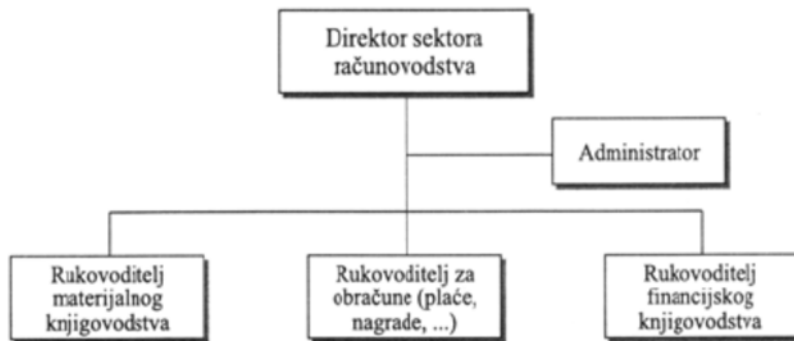 Direktor sektora
računovodstva
Administrator
Rukovoditelj
materijalnog
knjigovodstva
Rukovoditelj za
obračune (plaće,
nagrade, ...)
Rukovoditelj
financijskog
knjigovodstva